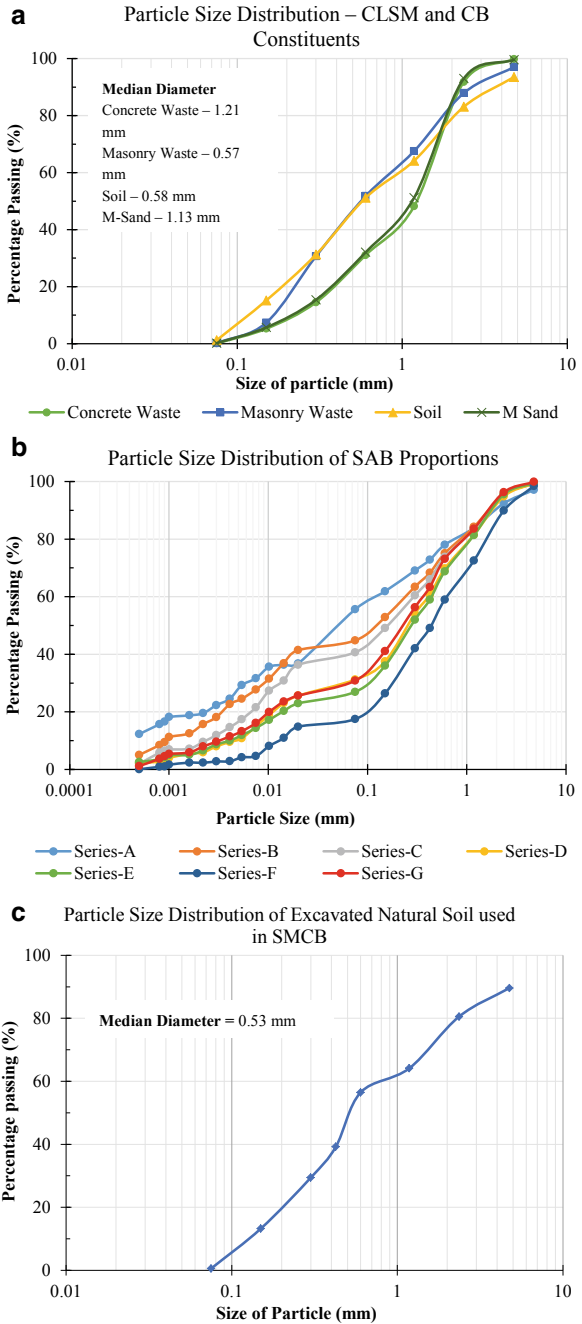 a
Particle Size Distribution – CLSM and CB
Constituents
Median Diameter
Concrete Waste – 1.21
mm
Masonry Waste – 0.57
mm
Soil – 0.58 mm
M-Sand – 1.13 mm
Percentage Passing (%)
100
80
60
40
20
0
0.01
0.1
1
10
Size of particle (mm)
Concrete Waste
Masonry Waste
Soil
M Sand
b
Particle Size Distribution of SAB Proportions
Percentage Passing (%)
100
80
60
40
20
0
0.0001
0.001
0.01
0.1
1
10
Particle Size (mm)
Series-A
Series-B
Series-C
Series-D
Series-E
Series-F
Series-G
c
Particle Size Distribution of Excavated Natural Soil used
in SMCB
Median Diameter = 0.53 mm
Percentage passing (%)
100
80
60
40
20
0
0.01
0.1
1
10
Size of Particle (mm)